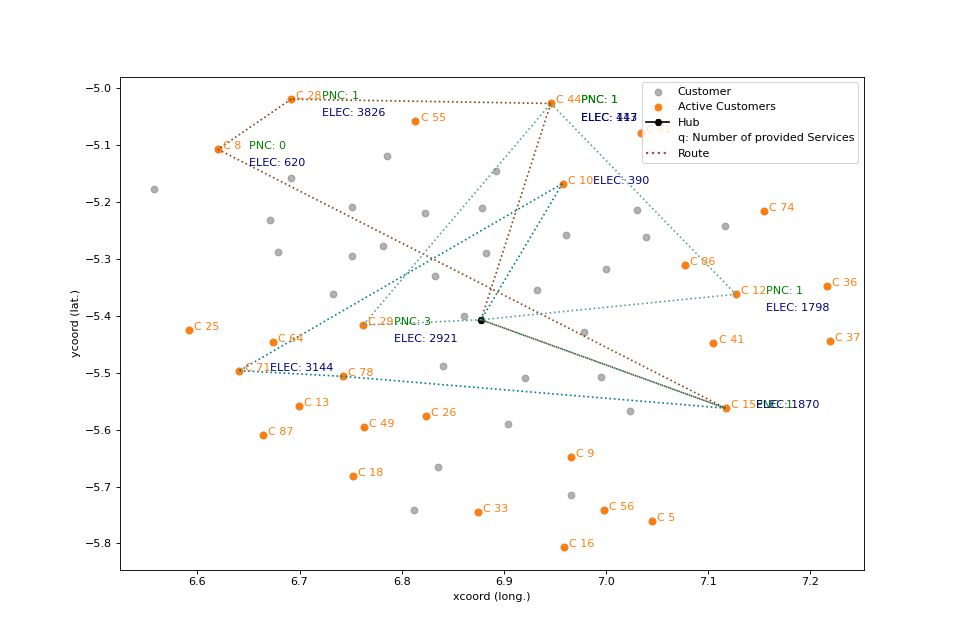 Customer
Active Customers
Hub
q: Number of provided Services
Route
C 28 PNC: 1
ELEC: 3826
C 44 PNC: 1
C 55
C 8 PNC: 0
ELEC: 620
C 10 ELEC: 390
C 74
C 86
C 12 PNC: 1
ELEC: 1798
C 36
C 29 PNC: 3
ELEC: 2921
C 25
C 64
C 41
C 37
C 71 ELEC: 3144
C 78
C 13
C 15
C 26
C 49
C 87
C 9
C 18
C 33
C 56
C 5
C 16
−5.0
−5.1
−5.2
−5.3
−5.4
−5.5
−5.6
−5.7
−5.8
ycoord (lat.)
6.6 6.7 6.8 6.9 7.0 7.1 7.2
xcoord (long.)